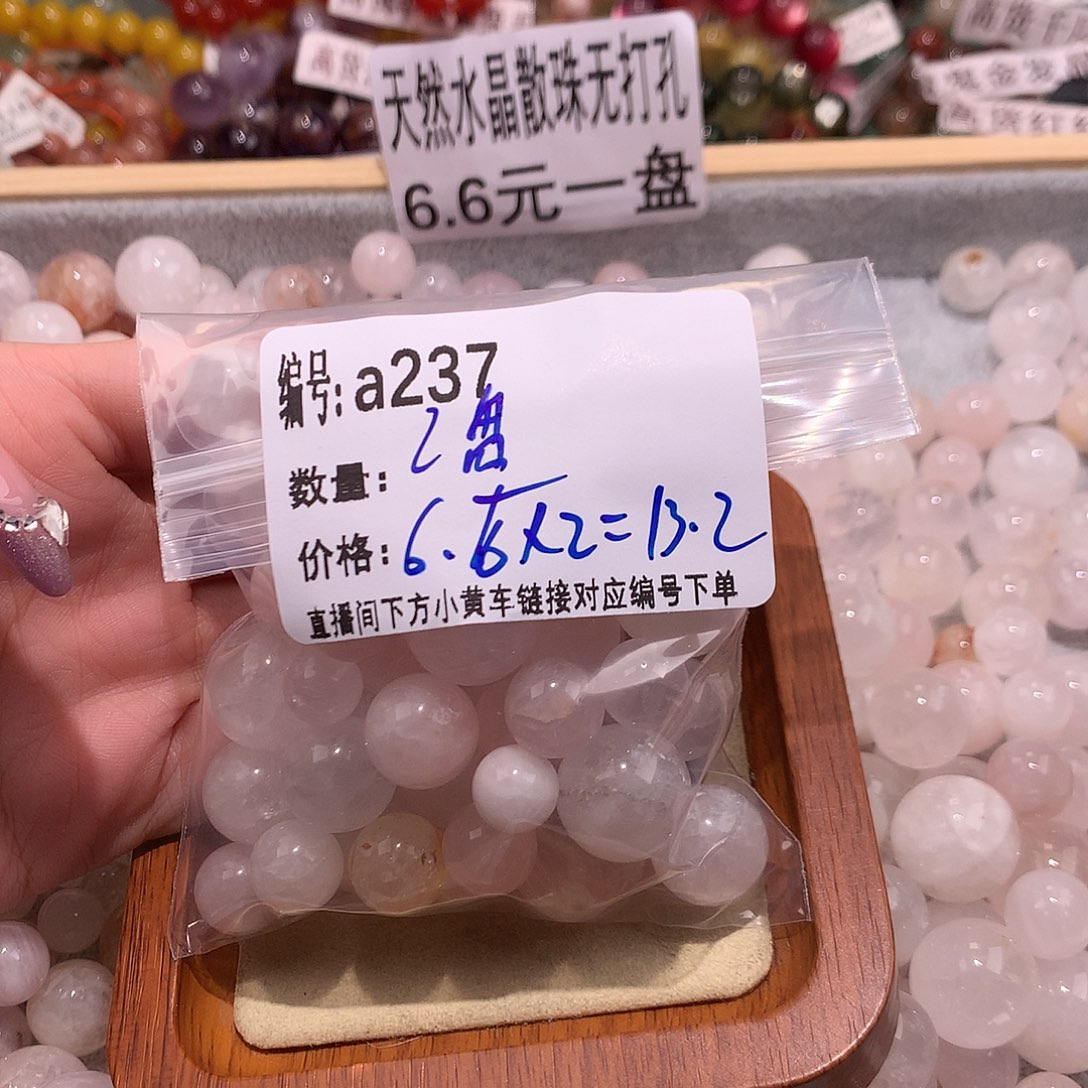 天然水晶散珠无打孔
6.6元一盘
编号:a237
数量:2盘
价格:6.6x2=13.2
直播间下方小黄车链接对应编号下单